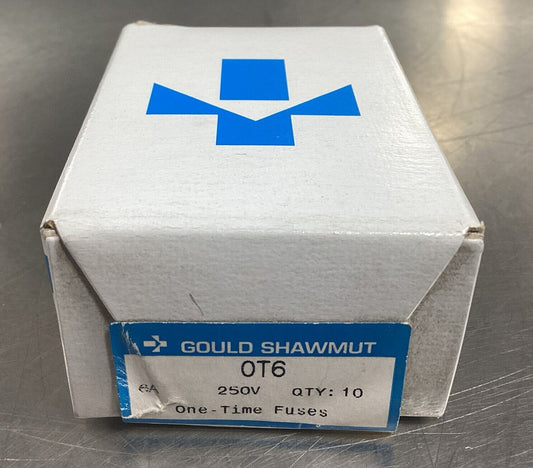 GOULD SHAWMUT
OT6
6A 250V QTY: 10
One-Time Fuses